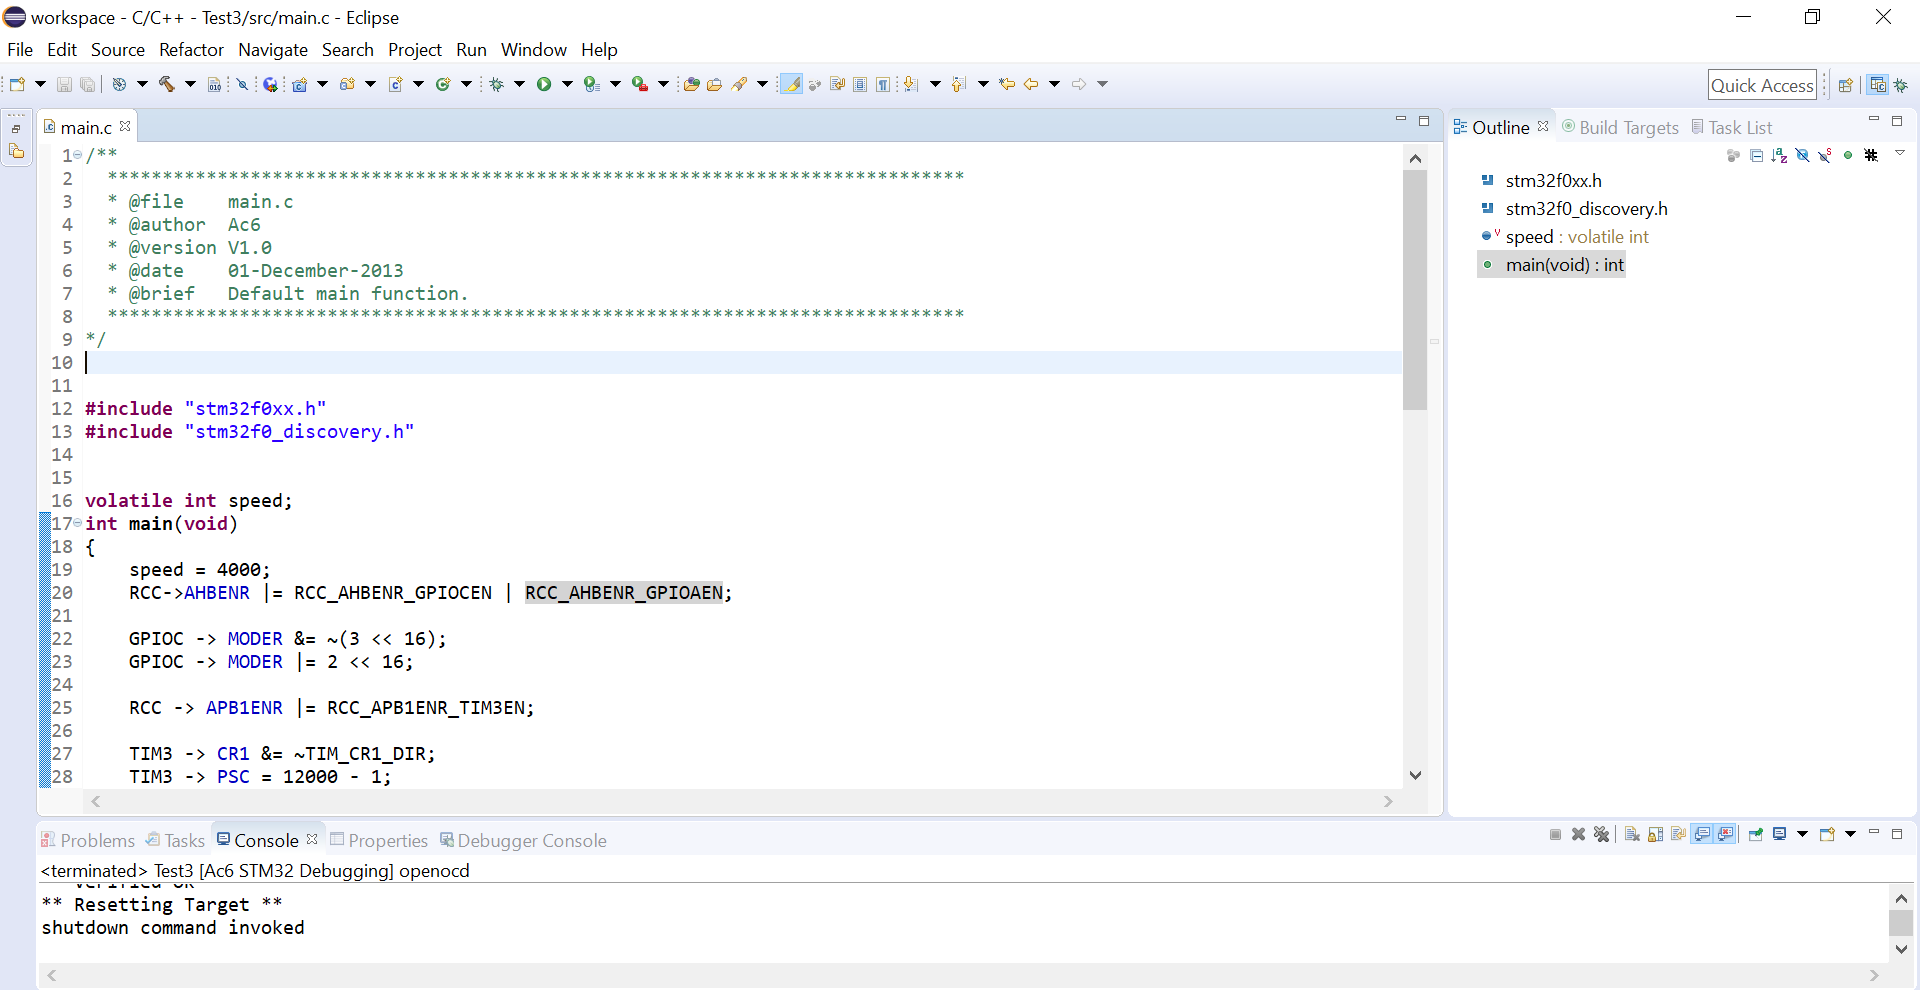 workspace - C/C++ - Test3/src/main.c - Eclipse
File Edit Source Refactor Navigate Search Project Run Window Help
Quick Access
main.c
Outline Build Targets Task List
1 /**
2   ******************************************************************************
3   * @file    main.c
4   * @author  Ac6
5   * @version V1.0
6   * @date    01-December-2013
7   * @brief   Default main function.
8   ******************************************************************************
9 */
10
11
12 #include "stm32f0xx.h"
13 #include "stm32f0_discovery.h"
14
15
16 volatile int speed;
17 int main(void)
18 {
19     speed = 4000;
20     RCC->AHBENR |= RCC_AHBENR_GPIOCEN | RCC_AHBENR_GPIOAEN;
21
22     GPIOC -> MODER &= ~(3 << 16);
23     GPIOC -> MODER |= 2 << 16;
24
25     RCC -> APB1ENR |= RCC_APB1ENR_TIM3EN;
26
27     TIM3 -> CR1 &= ~TIM_CR1_DIR;
28     TIM3 -> PSC = 12000 - 1;
stm32f0xx.h
stm32f0_discovery.h
speed : volatile int
main(void) : int
Problems Tasks Console Properties Debugger Console
<terminated> Test3 [Ac6 STM32 Debugging] openocd
** Resetting Target **
shutdown command invoked